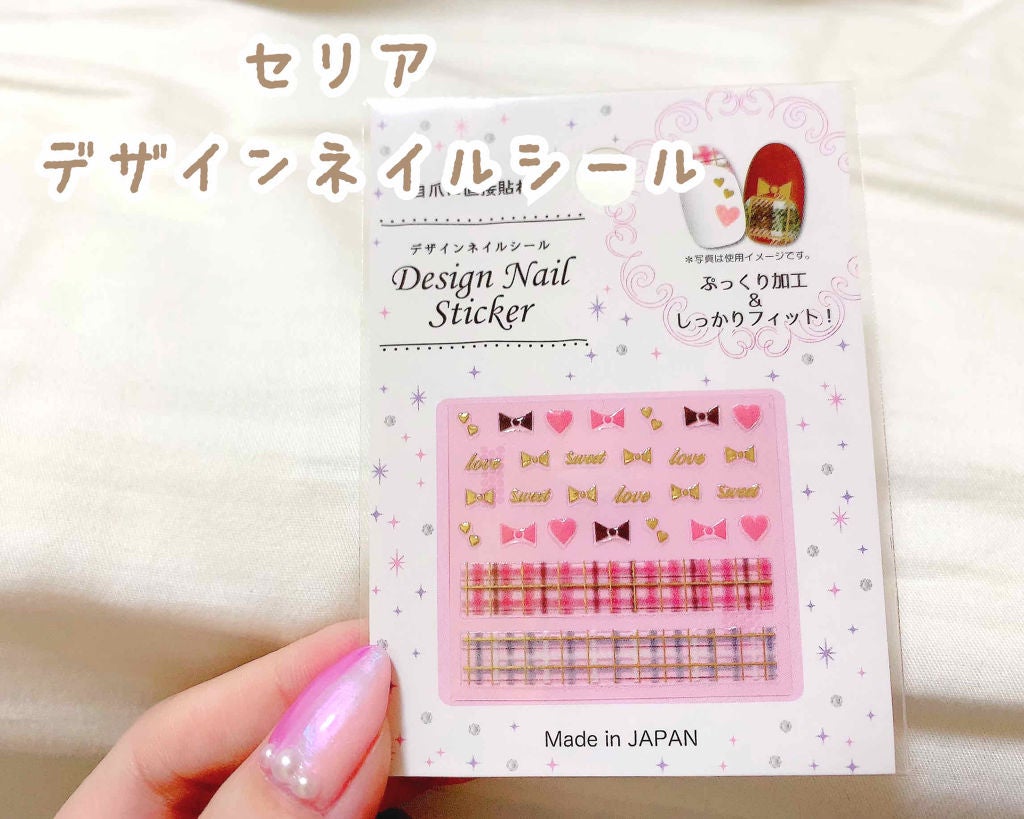 セリア
デザインネイルシール
デザインネイルシール
Design Nail
Sticker
＊写真は使用イメージです。
ぷっくり加工
&
しっかりフィット！
love Sweet love
Sweet love Sweet
Made in JAPAN